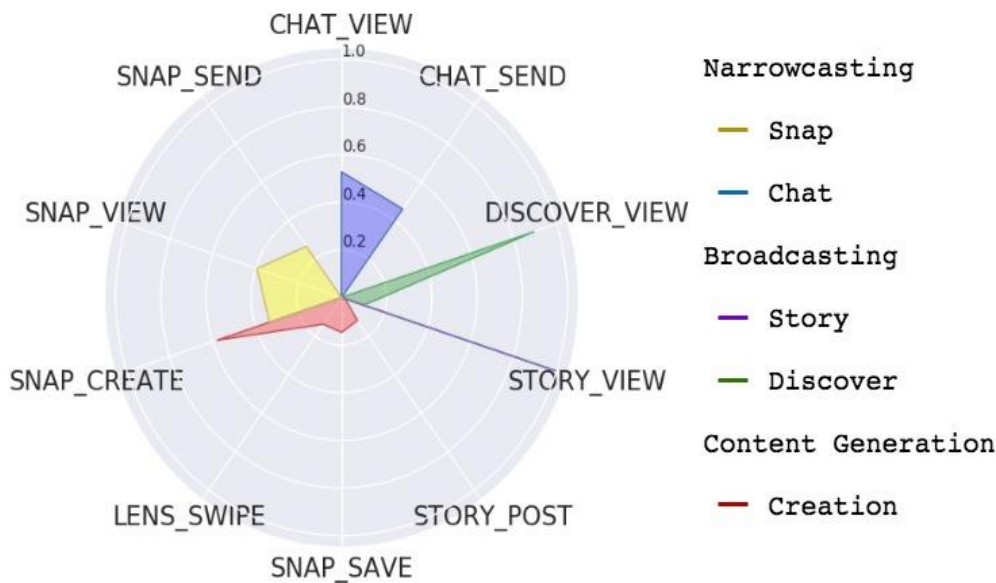 CHAT_VIEW
1.0
SNAP_SEND
CHAT_SEND
0.8
0.6
0.4
SNAP_VIEW
DISCOVER_VIEW
0.2
SNAP_CREATE
STORY_VIEW
LENS_SWIPE
STORY_POST
SNAP_SAVE
Narrowcasting
Snap
Chat
Broadcasting
Story
Discover
Content Generation
Creation